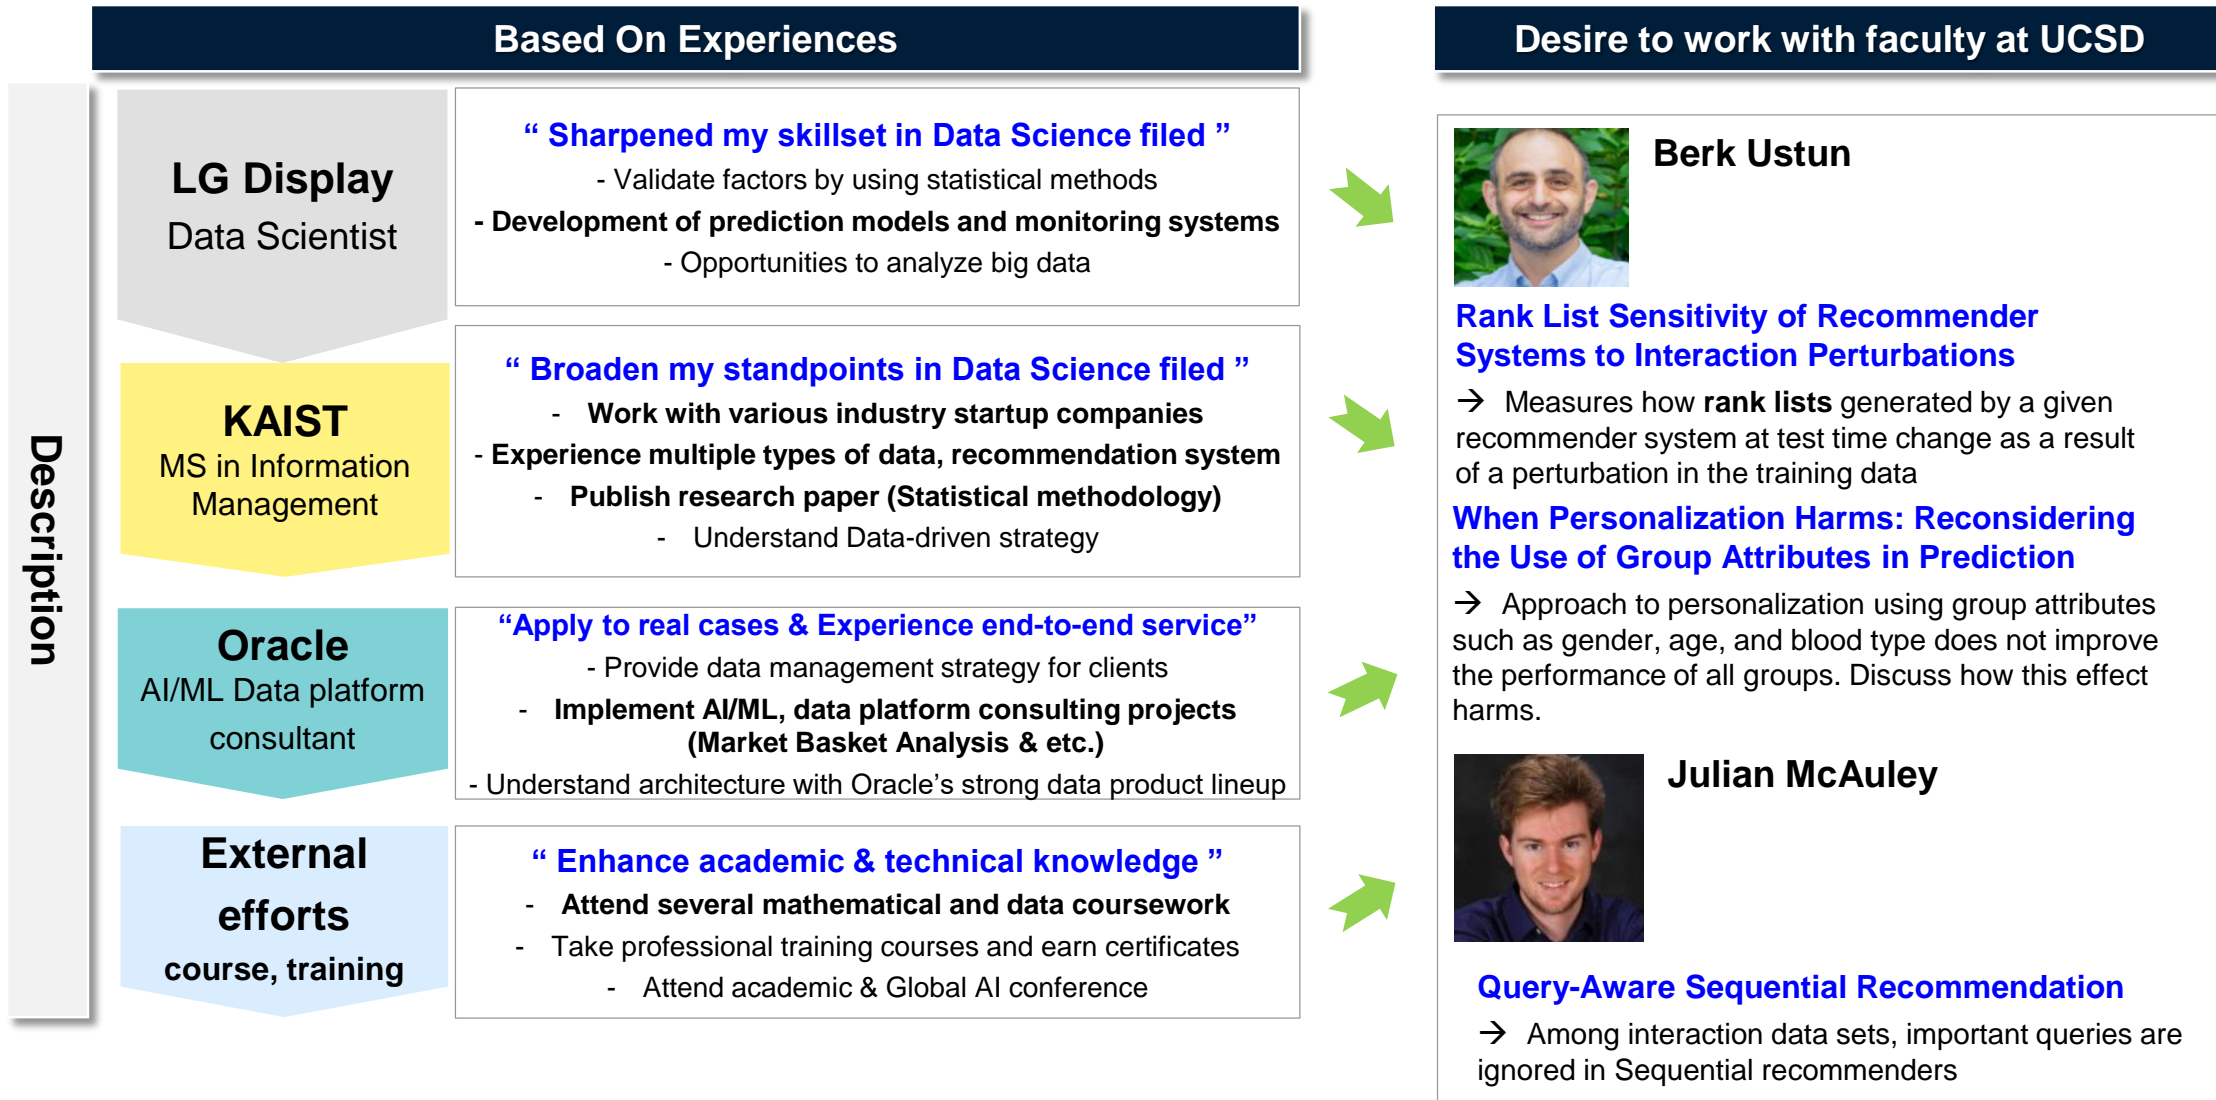 Based On Experiences
Desire to work with faculty at UCSD
Description
LG Display
Data Scientist
“ Sharpened my skillset in Data Science filed ”
- Validate factors by using statistical methods
- Development of prediction models and monitoring systems
- Opportunities to analyze big data
KAIST
MS in Information
Management
“ Broaden my standpoints in Data Science filed ”
- Work with various industry startup companies
- Experience multiple types of data, recommendation system
- Publish research paper (Statistical methodology)
- Understand Data-driven strategy
Oracle
AI/ML Data platform
consultant
“Apply to real cases & Experience end-to-end service”
- Provide data management strategy for clients
- Implement AI/ML, data platform consulting projects
(Market Basket Analysis & etc.)
- Understand architecture with Oracle’s strong data product lineup
External
efforts
course, training
“ Enhance academic & technical knowledge ”
- Attend several mathematical and data coursework
- Take professional training courses and earn certificates
- Attend academic & Global AI conference
Berk Ustun
Rank List Sensitivity of Recommender
Systems to Interaction Perturbations
→ Measures how rank lists generated by a given
recommender system at test time change as a result
of a perturbation in the training data
When Personalization Harms: Reconsidering
the Use of Group Attributes in Prediction
→ Approach to personalization using group attributes
such as gender, age, and blood type does not improve
the performance of all groups. Discuss how this effect
harms.
Julian McAuley
Query-Aware Sequential Recommendation
→ Among interaction data sets, important queries are
ignored in Sequential recommenders